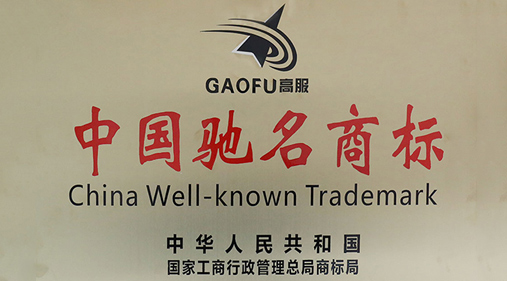 GAOFU高服
中国驰名商标
China Well-known Trademark
中华人民共和国
国家工商行政管理总局商标局